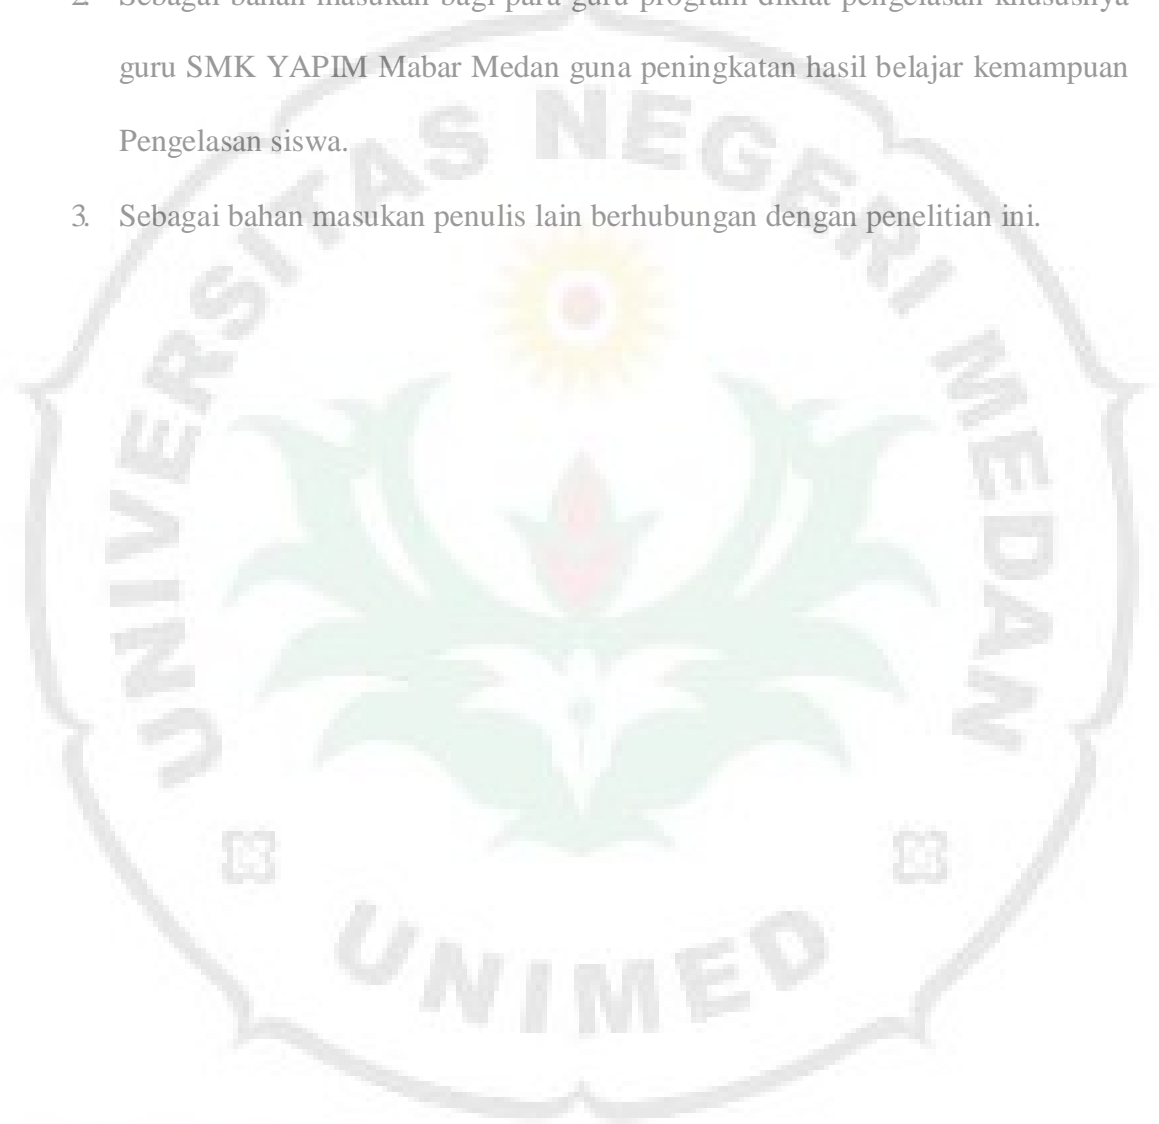 2. Sebagai bahan masukan bagi para guru program diklat pengelasan khususnya
guru SMK YAPIM Mabar Medan guna peningkatan hasil belajar kemampuan
Pengelasan siswa.
3. Sebagai bahan masukan penulis lain berhubungan dengan penelitian ini.
UNIVERSITAS NEGERI MEDAN
UNIMED